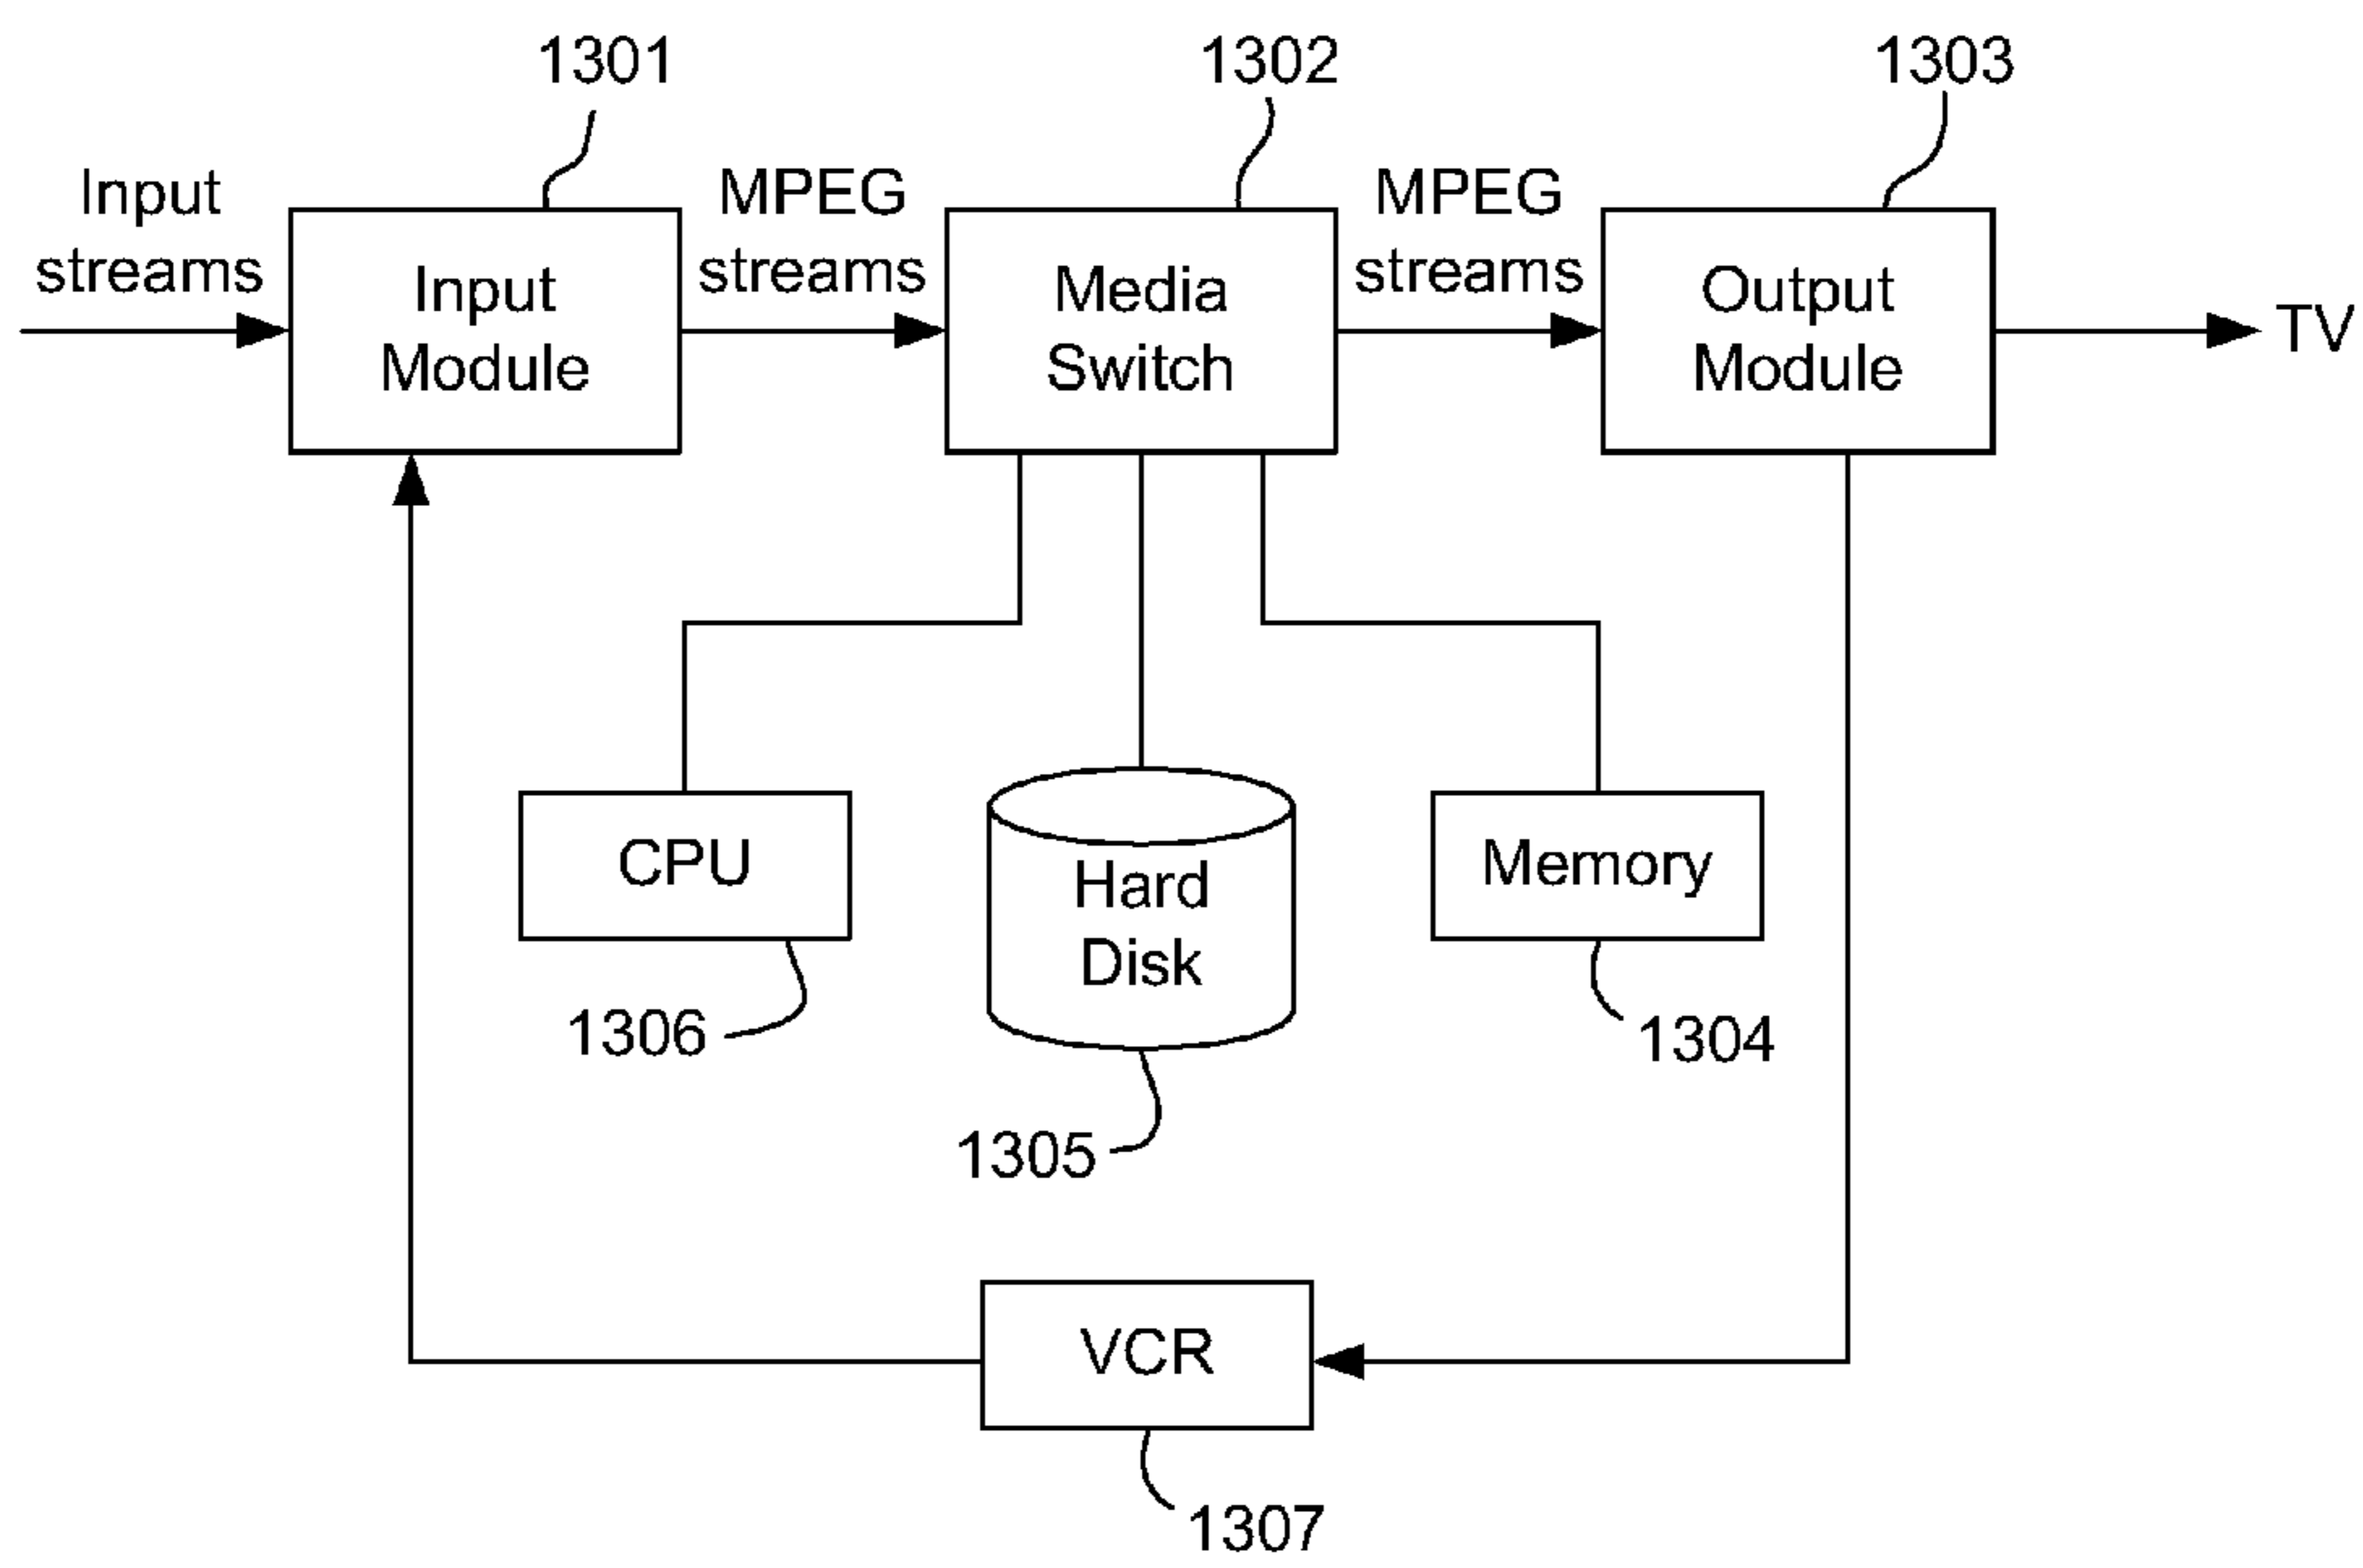 1301
1302
1303
Input
streams
MPEG
streams
MPEG
streams
Input
Module
Media
Switch
Output
Module
TV
CPU
Hard
Disk
Memory
1306
1304
1305
VCR
1307